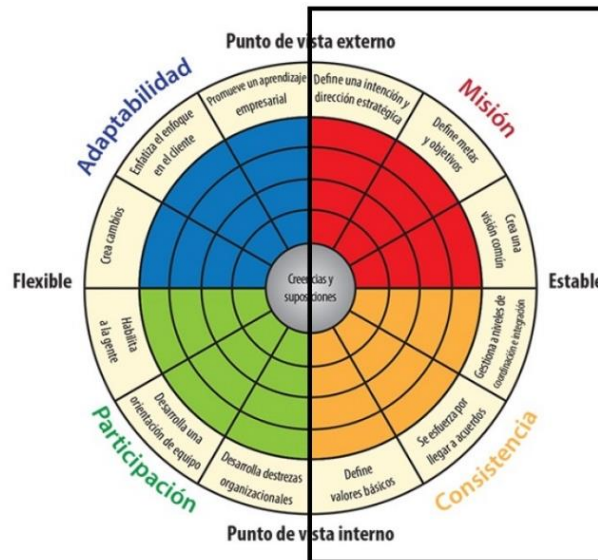 Punto de vista externo
Adaptabilidad
Misión
Promueve un aprendizaje
empresarial
Define una intención y
dirección estratégica
Enfatiza el enfoque
en el cliente
Define metas
y objetivos
Crea cambios
Crea una
visión común
Flexible
Creencias y
suposiciones
Estable
Habilita
a la gente
Gestiona a niveles de
coordinación e integración
Desarrolla una
orientación de equipo
Se esfuerza por
llegar a acuerdos
Desarrolla destrezas
organizacionales
Define
valores básicos
Participación
Consistencia
Punto de vista interno